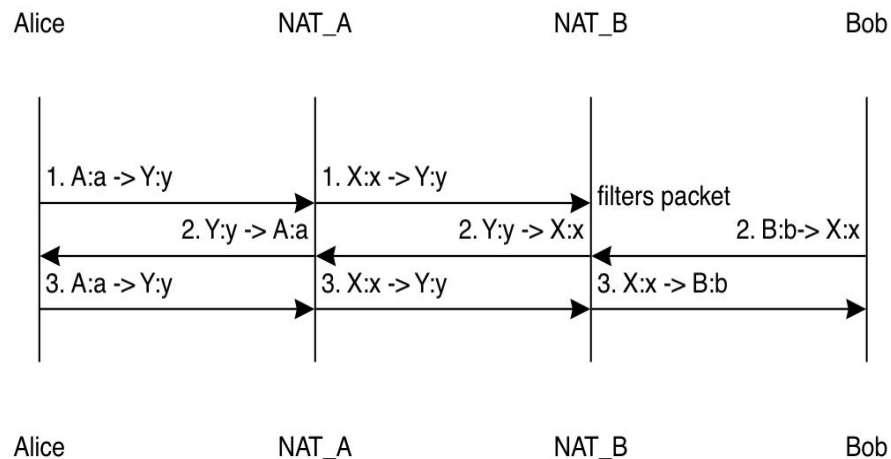 Alice NAT_A NAT_B Bob
1. A:a -> Y:y 1. X:x -> Y:y filters packet
2. Y:y -> A:a 2. Y:y -> X:x 2. B:b-> X:x
3. A:a -> Y:y 3. X:x -> Y:y 3. X:x -> B:b
Alice NAT_A NAT_B Bob